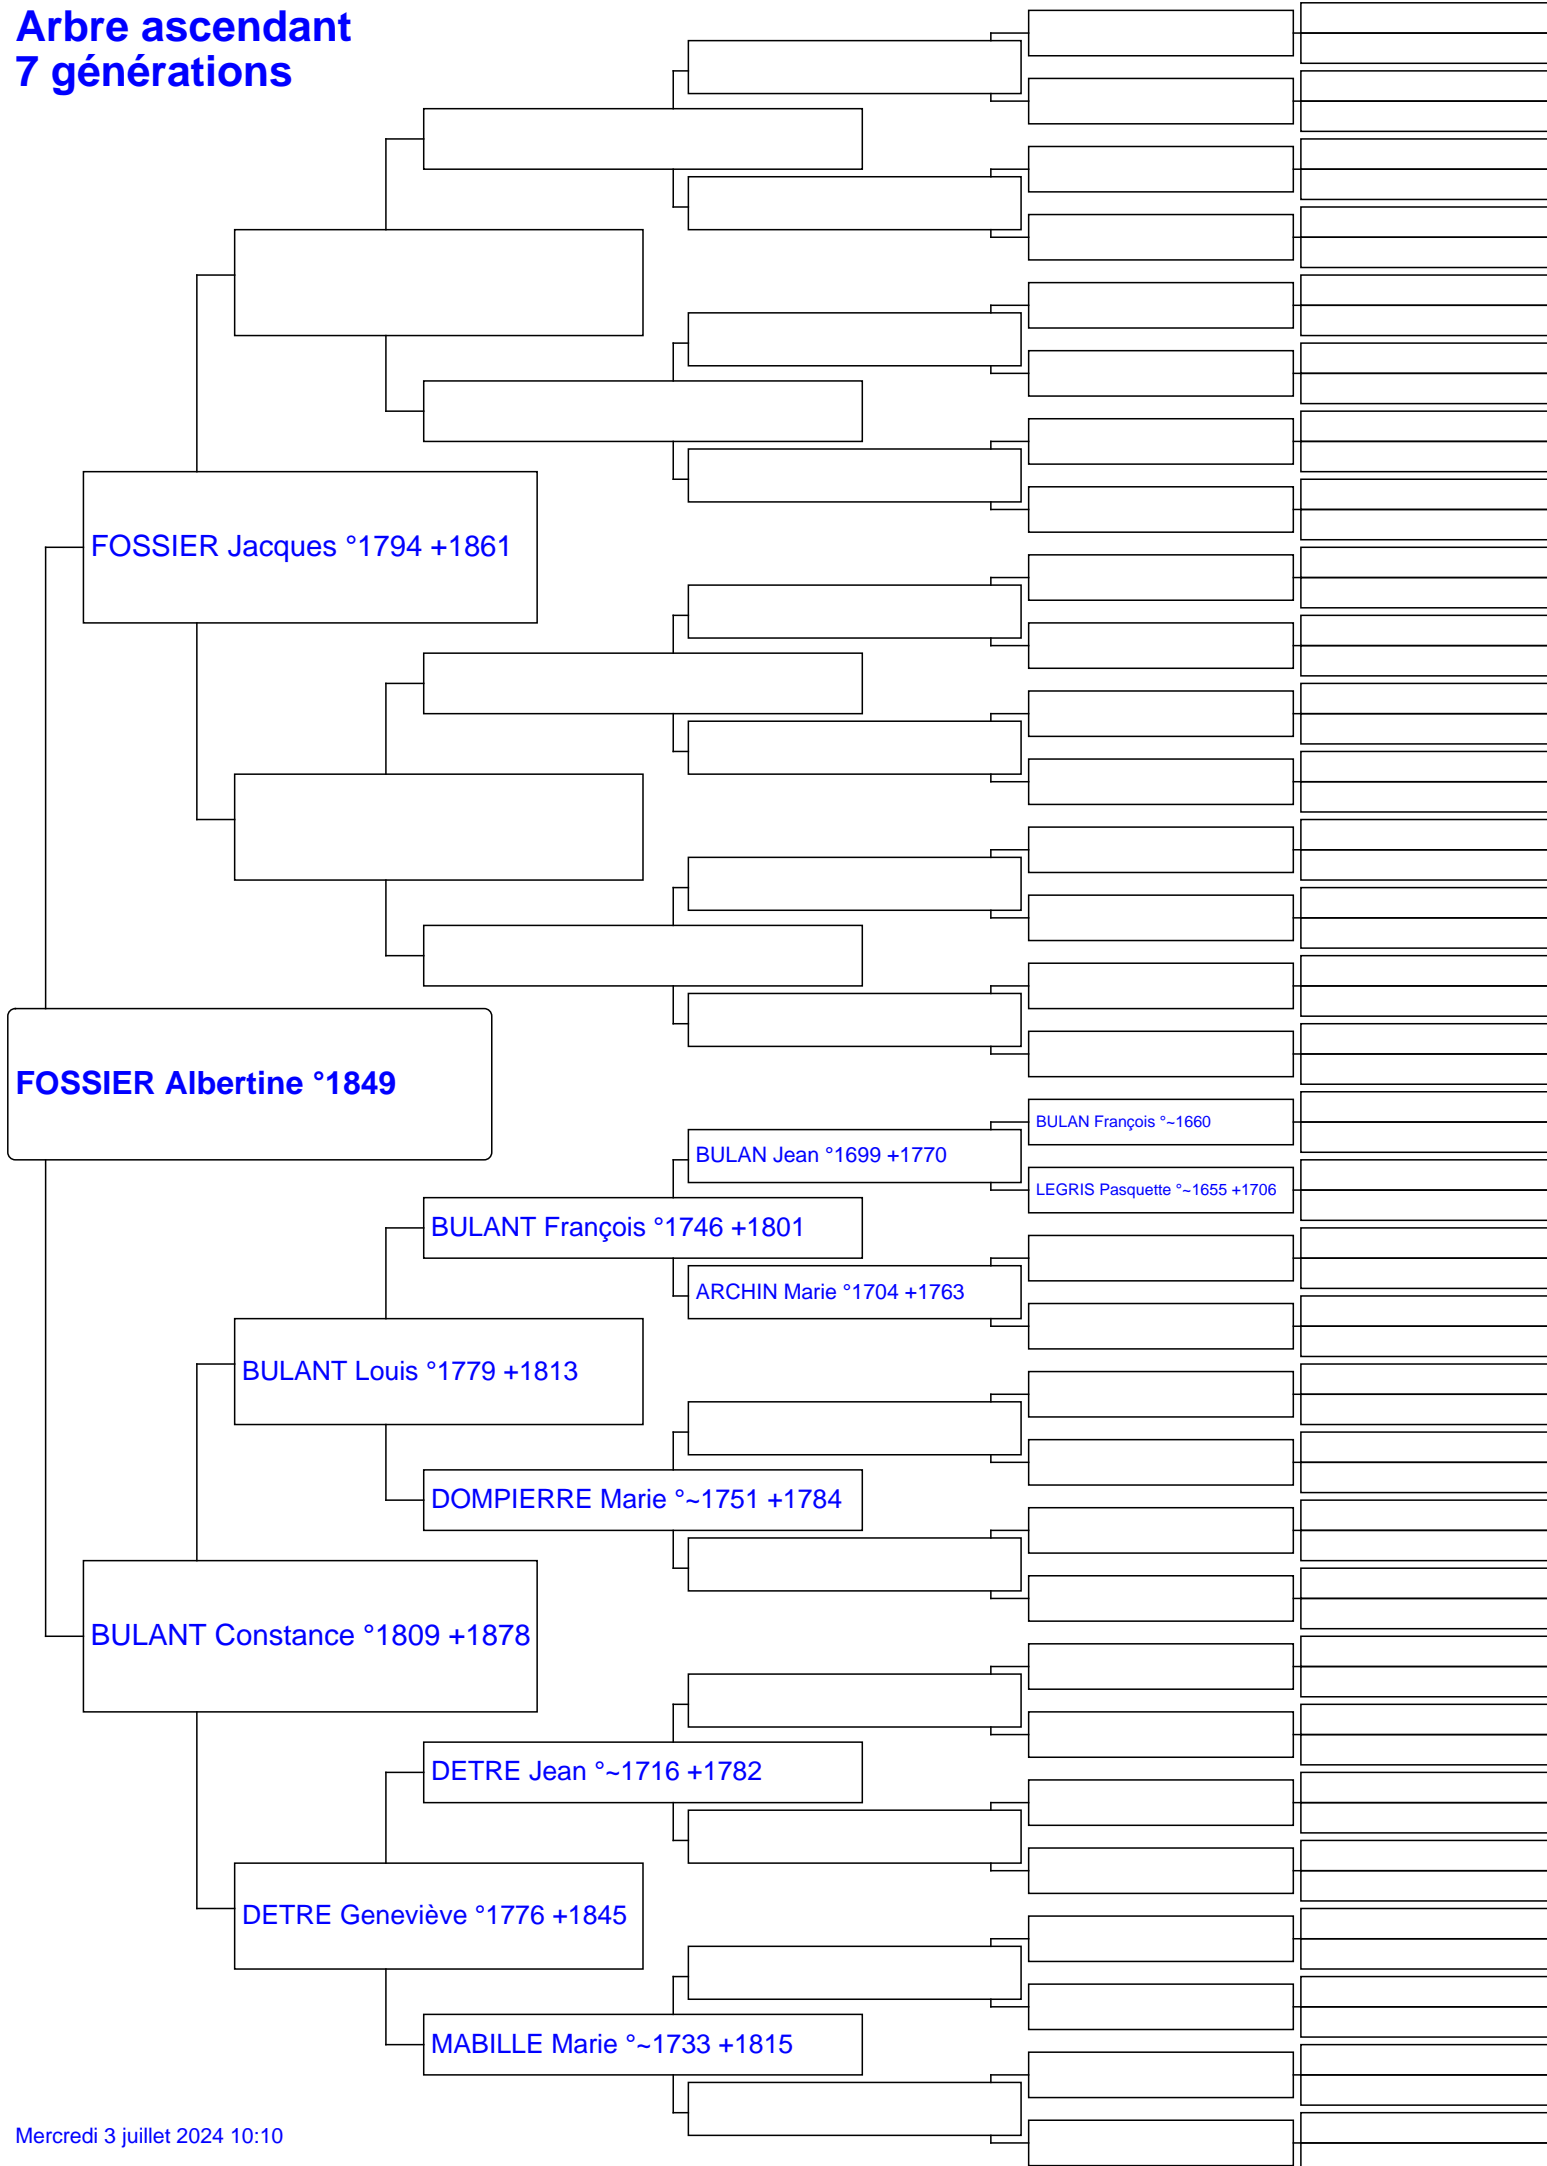 Arbre ascendant
7 générations
FOSSIER Jacques °1794 +1861
FOSSIER Albertine °1849
BULAN François °~1660
BULAN Jean °1699 +1770
LEGRIS Pasquette °~1655 +1706
BULANT François °1746 +1801
ARCHIN Marie °1704 +1763
BULANT Louis °1779 +1813
DOMPIERRE Marie °~1751 +1784
BULANT Constance °1809 +1878
DETRE Jean °~1716 +1782
DETRE Geneviève °1776 +1845
MABILLE Marie °~1733 +1815
Mercredi 3 juillet 2024 10:10